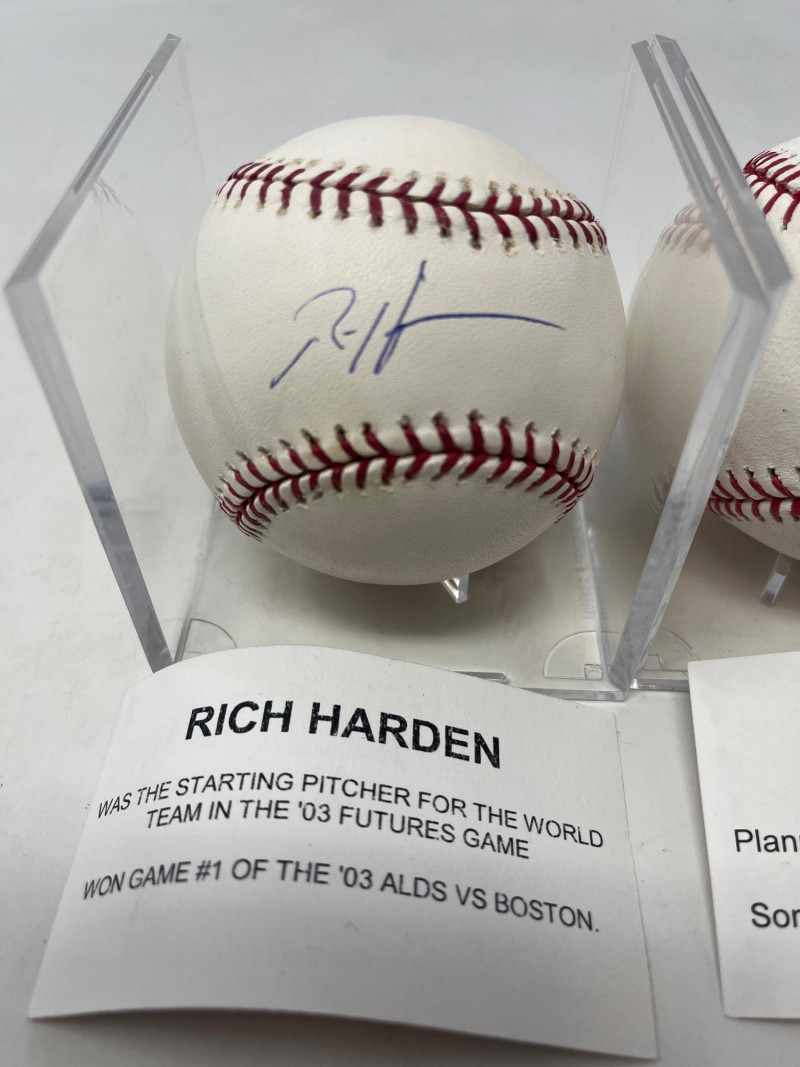 RICH HARDEN
WAS THE STARTING PITCHER FOR THE WORLD
TEAM IN THE '03 FUTURES GAME
WON GAME #1 OF THE '03 ALDS VS BOSTON.